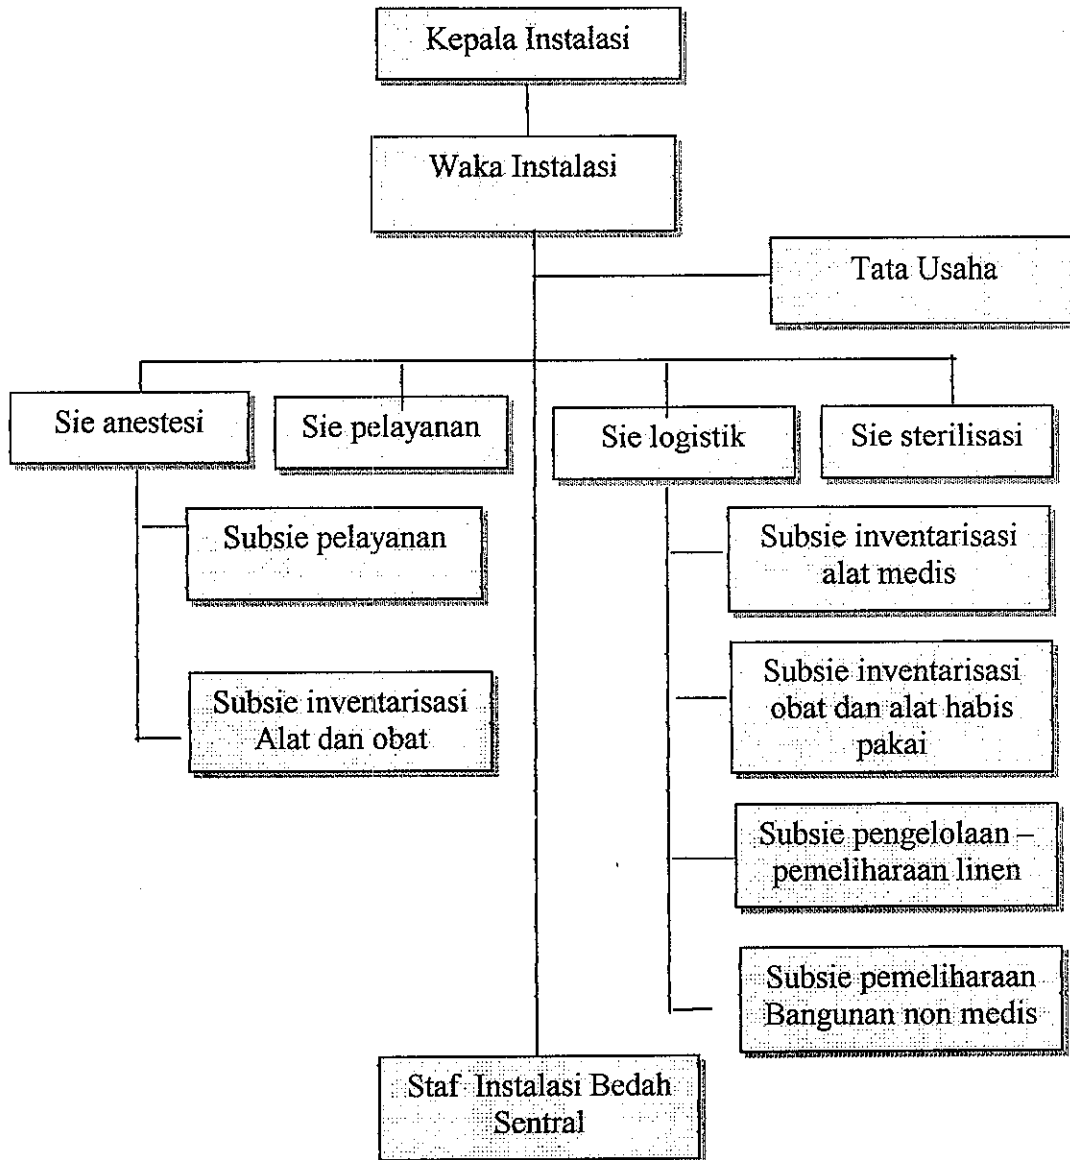 Kepala Instalasi
Waka Instalasi
Tata Usaha
Sie anestesi
Sie pelayanan
Sie logistik
Sie sterilisasi
Subsie pelayanan
Subsie inventarisasi
Alat dan obat
Subsie inventarisasi
alat medis
Subsie inventarisasi
obat dan alat habis
pakai
Subsie pengelolaan –
pemeliharaan linen
Subsie pemeliharaan
Bangunan non medis
Staf Instalasi Bedah
Sentral